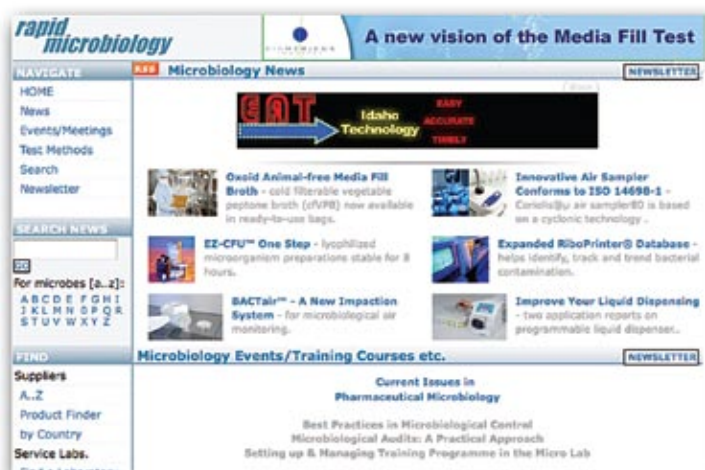 rapid
microbiology
A new vision of the Media Fill Test
NAVIGATE
HOME
News
Events/Meetings
Test Methods
Search
Newsletter
SEARCH NEWS
GO
For microbes [a..z]:
A B C D E F G H I
J K L M N O P Q R
S T U V W X Y Z
FIND
Suppliers
A..Z
Product Finder
by Country
Service Labs.
RSS Microbiology News
NEWSLETTER
Idaho
Technology
EASY
ACCURATE
TIMELY
Oxoid Animal-free Media Fill
Broth - cold filterable vegetable
peptone broth (cfVPB) now available
in ready-to-use bags.
Innovative Air Sampler
Conforms to ISO 14698-1 -
Coriolis®µ air sampler80 is based
on a cyclonic technology .
EZ-CFU™ One Step - lyophilized
microorganism preparations stable for 8
hours.
Expanded RiboPrinter® Database -
helps identify, track and trend bacterial
contamination.
BACTair™ - A New Impaction
System - for microbiological air
monitoring.
Improve Your Liquid Dispensing
- two application reports on
programmable liquid dispenser..
Microbiology Events/Training Courses etc.
NEWSLETTER
Current Issues in
Pharmaceutical Microbiology
Best Practices in Microbiological Control
Microbiological Audits: A Practical Approach
Setting up & Managing Training Programme in the Micro Lab